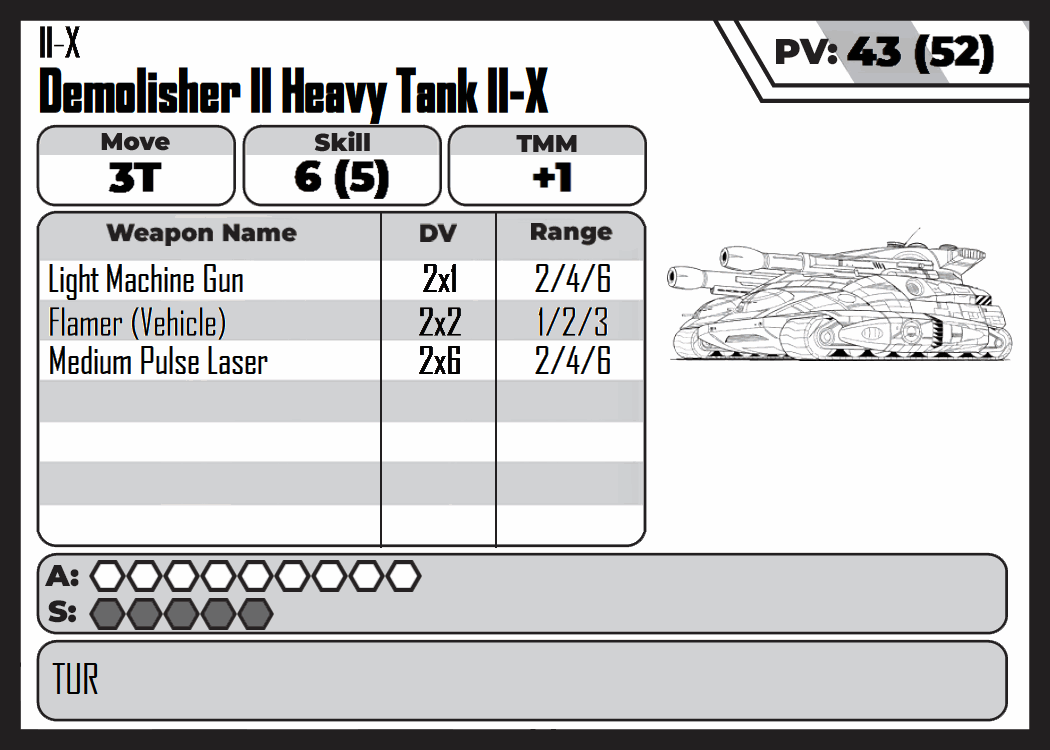 II-X
Demolisher II Heavy Tank II-X
PV: 43 (52)
Move Skill TMM
3T 6 (5) +1
Weapon Name DV Range
Light Machine Gun 2x1 2/4/6
Flamer (Vehicle) 2x2 1/2/3
Medium Pulse Laser 2x6 2/4/6
A:
S:
TUR